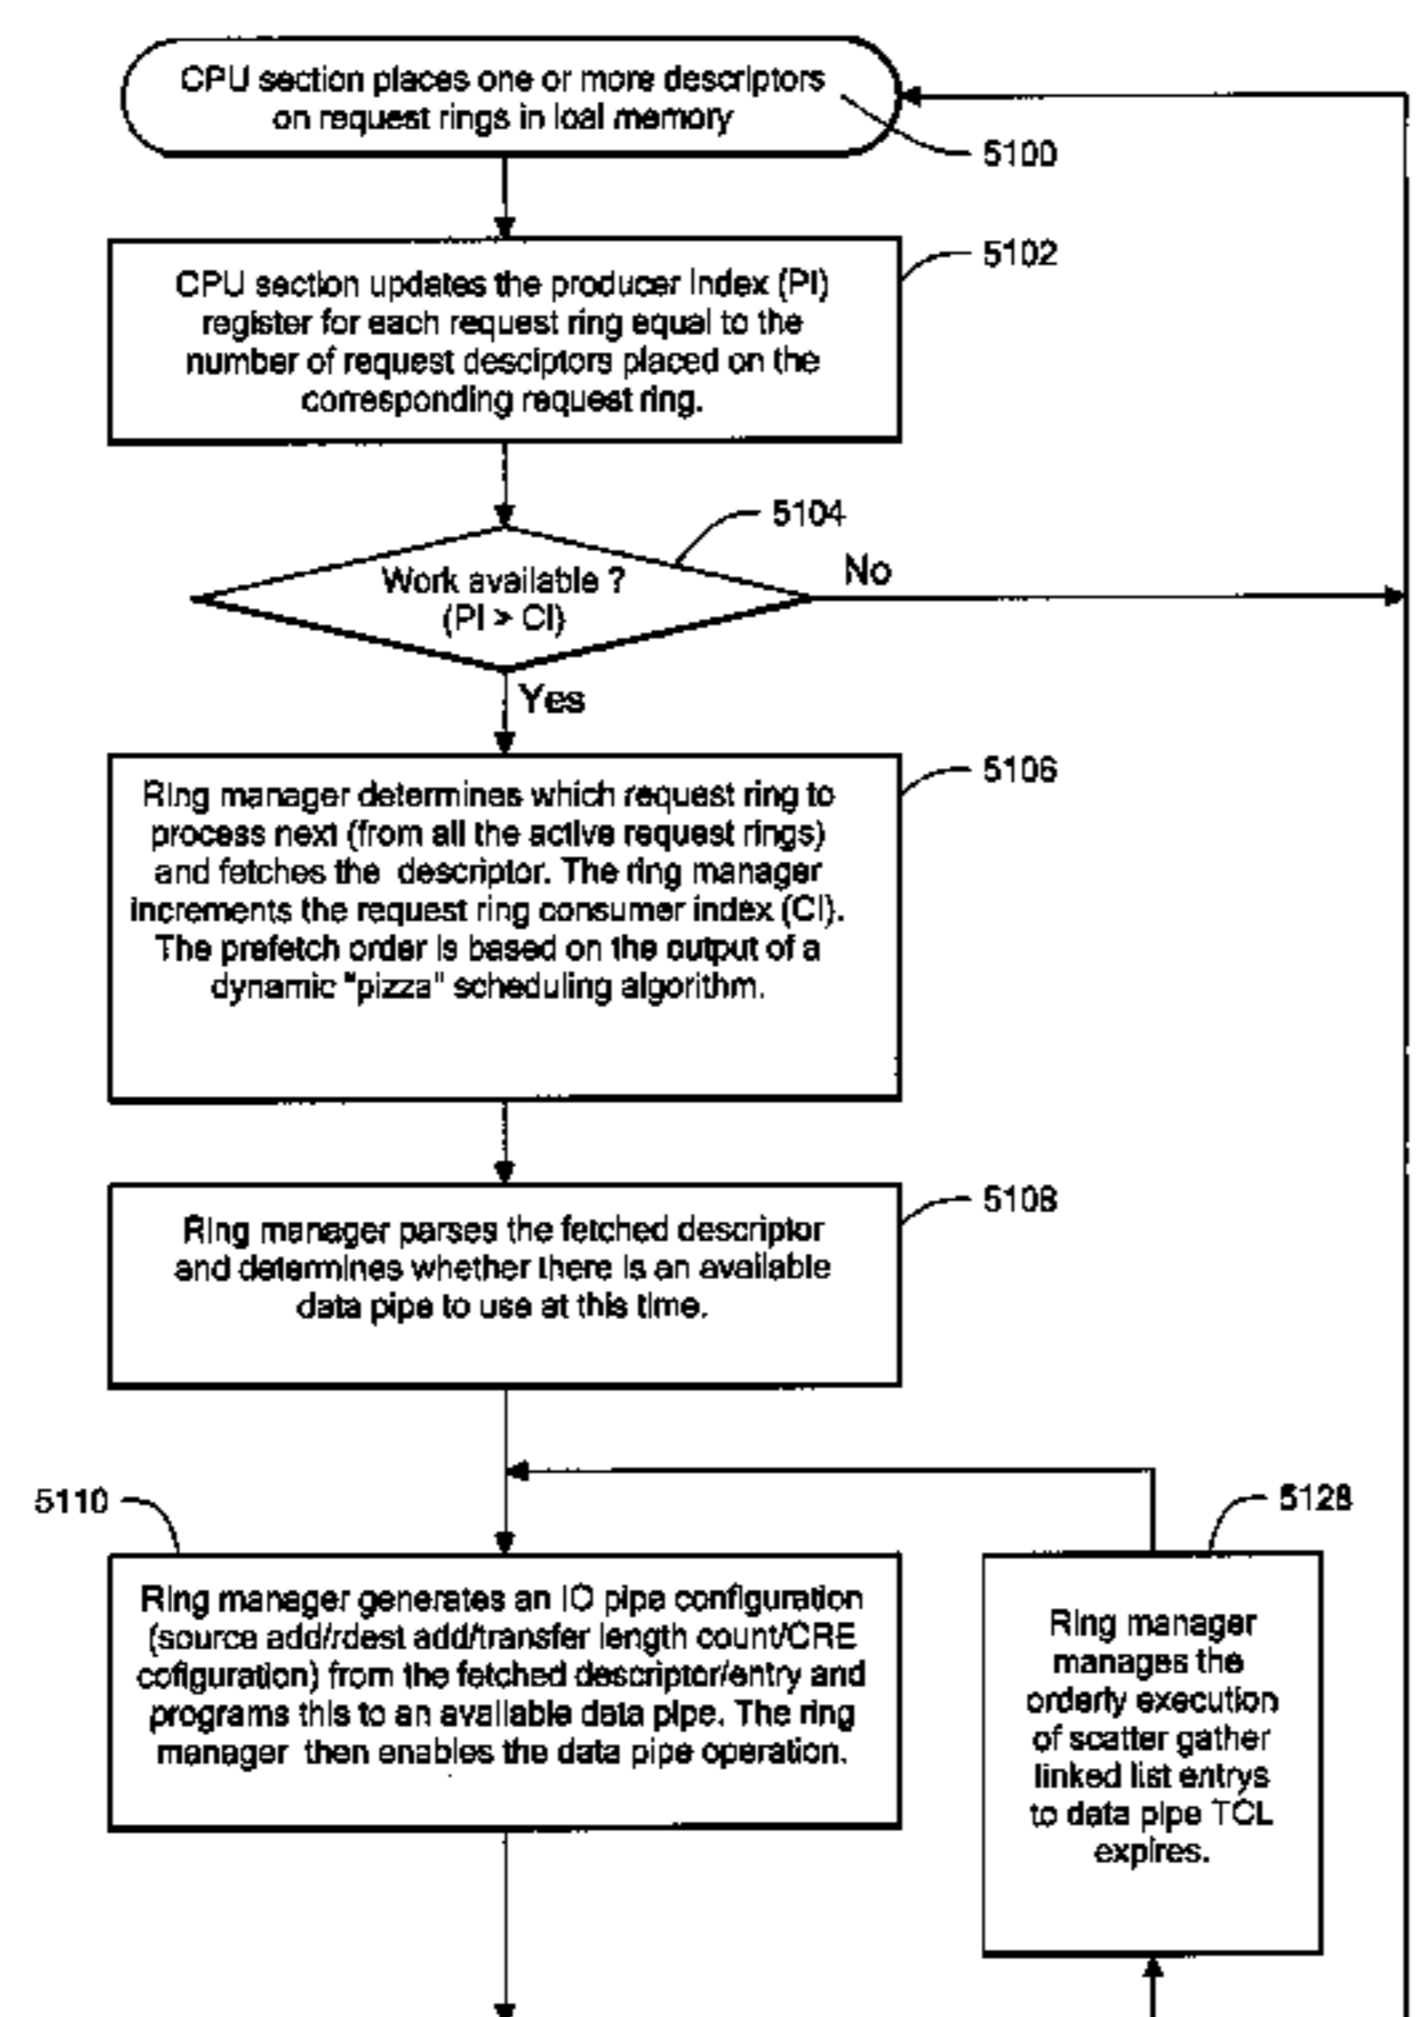 CPU section places one or more descriptors
on request rings in loal memory
5100
5102
CPU section updates the producer Index (PI)
register for each request ring equal to the
number of request desciptors placed on the
corresponding request ring.
5104
Work available ?
(PI > CI)
No
Yes
5106
Ring manager determines which request ring to
process next (from all the active request rings)
and fetches the descriptor. The ring manager
increments the request ring consumer index (CI).
The prefetch order is based on the output of a
dynamic "pizza" scheduling algorithm.
5108
Ring manager parses the fetched descriptor
and determines whether there is an available
data pipe to use at this time.
5110
5128
Ring manager generates an IO pipe configuration
(source add/rdest add/transfer length count/CRE
cofiguration) from the fetched descriptor/entry and
programs this to an available data pipe. The ring
manager then enables the data pipe operation.
Ring manager
manages the
orderly execution
of scatter gather
linked list entrys
to data pipe TCL
expires.